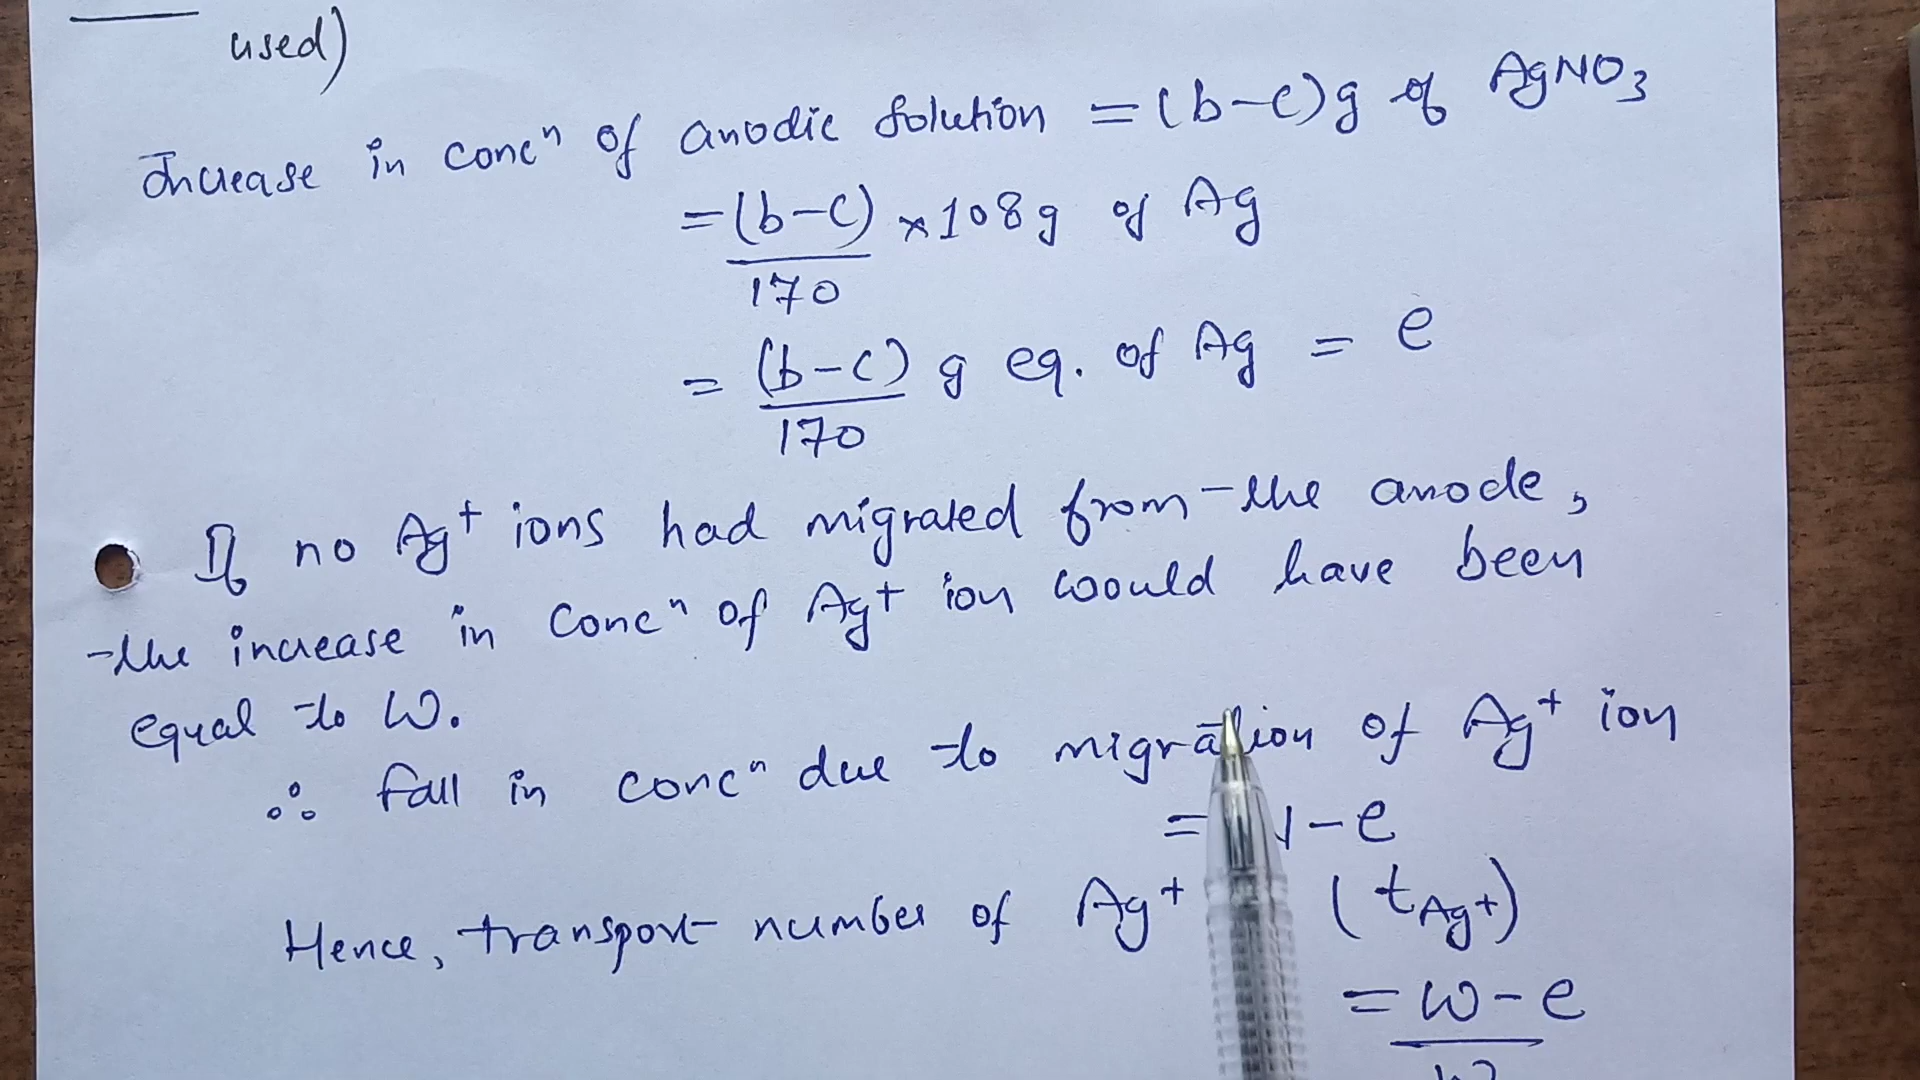 used)
Increase in concⁿ of anodic solution = (b-c)g of AgNO3
= (b-c)/170 ×108g of Ag
= (b-c)/170 g eq. of Ag = e
If no Ag+ ions had migrated from the anode,
the increase in concⁿ of Ag+ ion would have been
equal to W.
∴ fall in concⁿ due to migration of Ag+ ion
= -e
Hence, transport number of Ag+ (tAg+)
= w-e